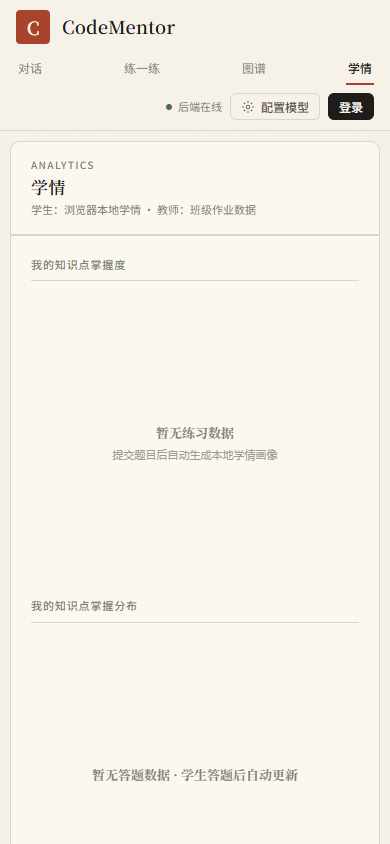 C CodeMentor
对话 练一练 图谱 学情
后端在线 配置模型 登录
ANALYTICS
学情
学生：浏览器本地学情 · 教师：班级作业数据
我的知识点掌握度
暂无练习数据
提交题目后自动生成本地学情画像
我的知识点掌握分布
暂无答题数据 · 学生答题后自动更新